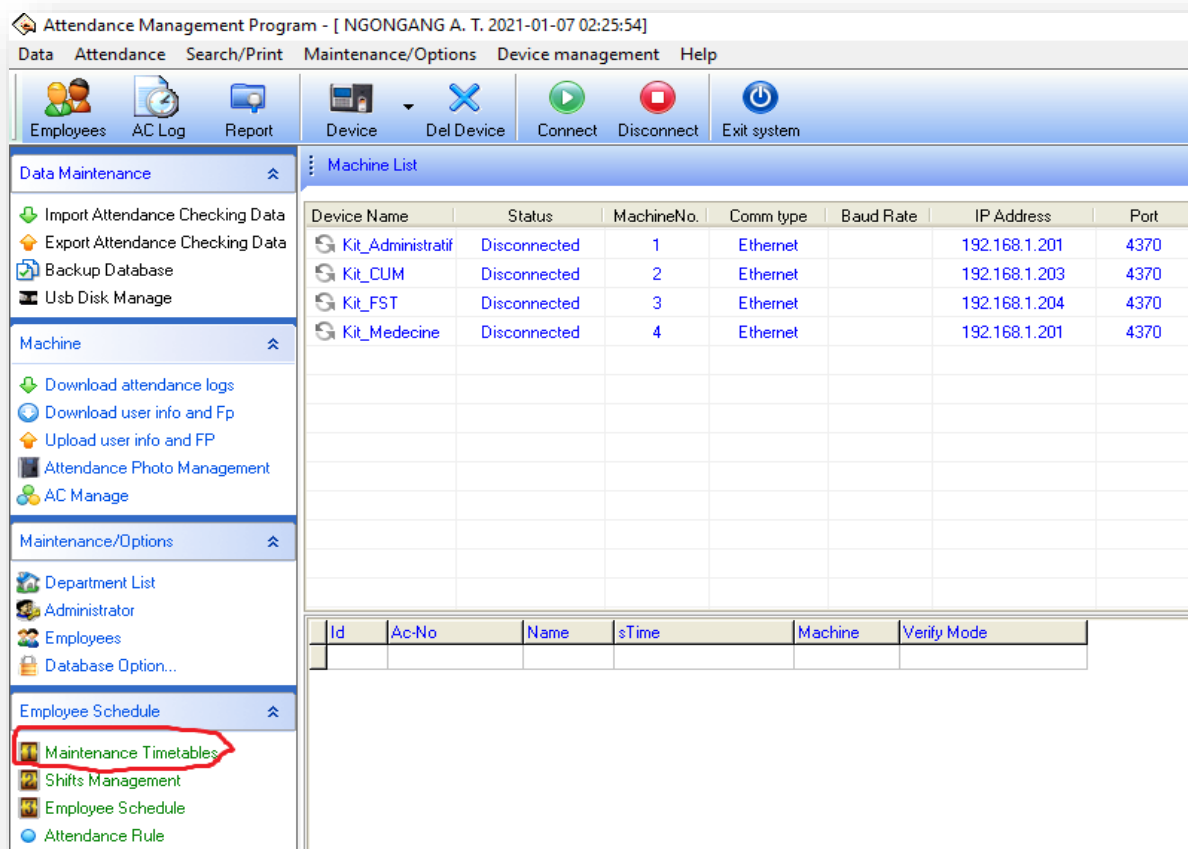 Attendance Management Program - [ NGONGANG A. T. 2021-01-07 02:25:54]
Data Attendance Search/Print Maintenance/Options Device management Help
Employees AC Log Report Device Del Device Connect Disconnect Exit system
Data Maintenance
Import Attendance Checking Data
Export Attendance Checking Data
Backup Database
Usb Disk Manage
Machine
Download attendance logs
Download user info and Fp
Upload user info and FP
Attendance Photo Management
AC Manage
Maintenance/Options
Department List
Administrator
Employees
Database Option...
Employee Schedule
1 Maintenance Timetables
2 Shifts Management
3 Employee Schedule
Attendance Rule
Machine List
Device Name Status MachineNo. Comm type Baud Rate IP Address Port
Kit_Administratif Disconnected 1 Ethernet 192.168.1.201 4370
Kit_CUM Disconnected 2 Ethernet 192.168.1.203 4370
Kit_FST Disconnected 3 Ethernet 192.168.1.204 4370
Kit_Medecine Disconnected 4 Ethernet 192.168.1.201 4370
Id Ac-No Name sTime Machine Verify Mode